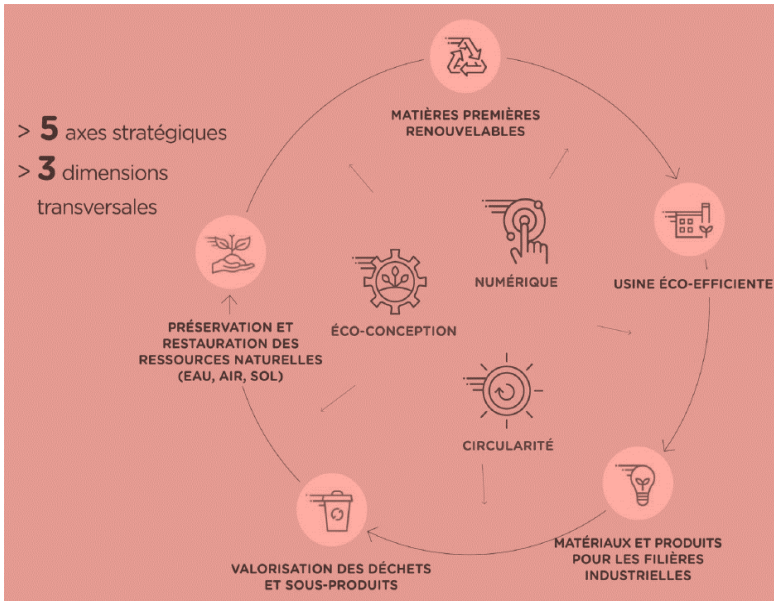 > 5 axes stratégiques
> 3 dimensions
transversales
MATIÈRES PREMIÈRES
RENOUVELABLES
USINE ÉCO-EFFICIENTE
MATÉRIAUX ET PRODUITS
POUR LES FILIÈRES
INDUSTRIELLES
VALORISATION DES DÉCHETS
ET SOUS-PRODUITS
PRÉSERVATION ET
RESTAURATION DES
RESSOURCES NATURELLES
(EAU, AIR, SOL)
ÉCO-CONCEPTION
NUMÉRIQUE
CIRCULARITÉ